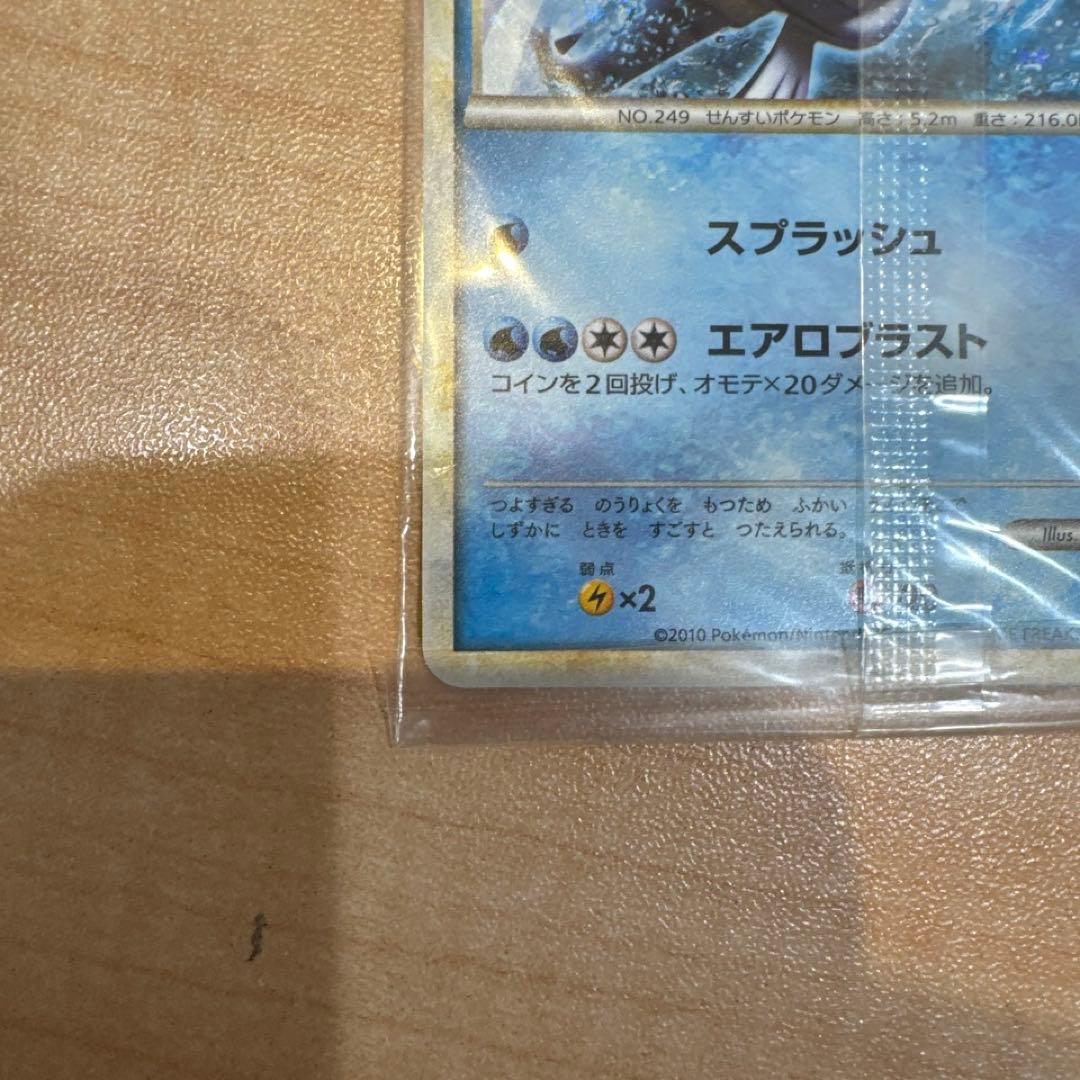 NO.249 せんすいポケモン 高さ：5.2m 重さ：216.0
スプラッシュ
エアロブラスト
コインを2回投げ、オモテ×20ダメージを追加。
つよすぎる のうりょくを もつため ふかい
しずかに ときを すごすと つたえられる。
Illus.
弱点
×2
©2010 Pokémon/Nintendo
FREAK